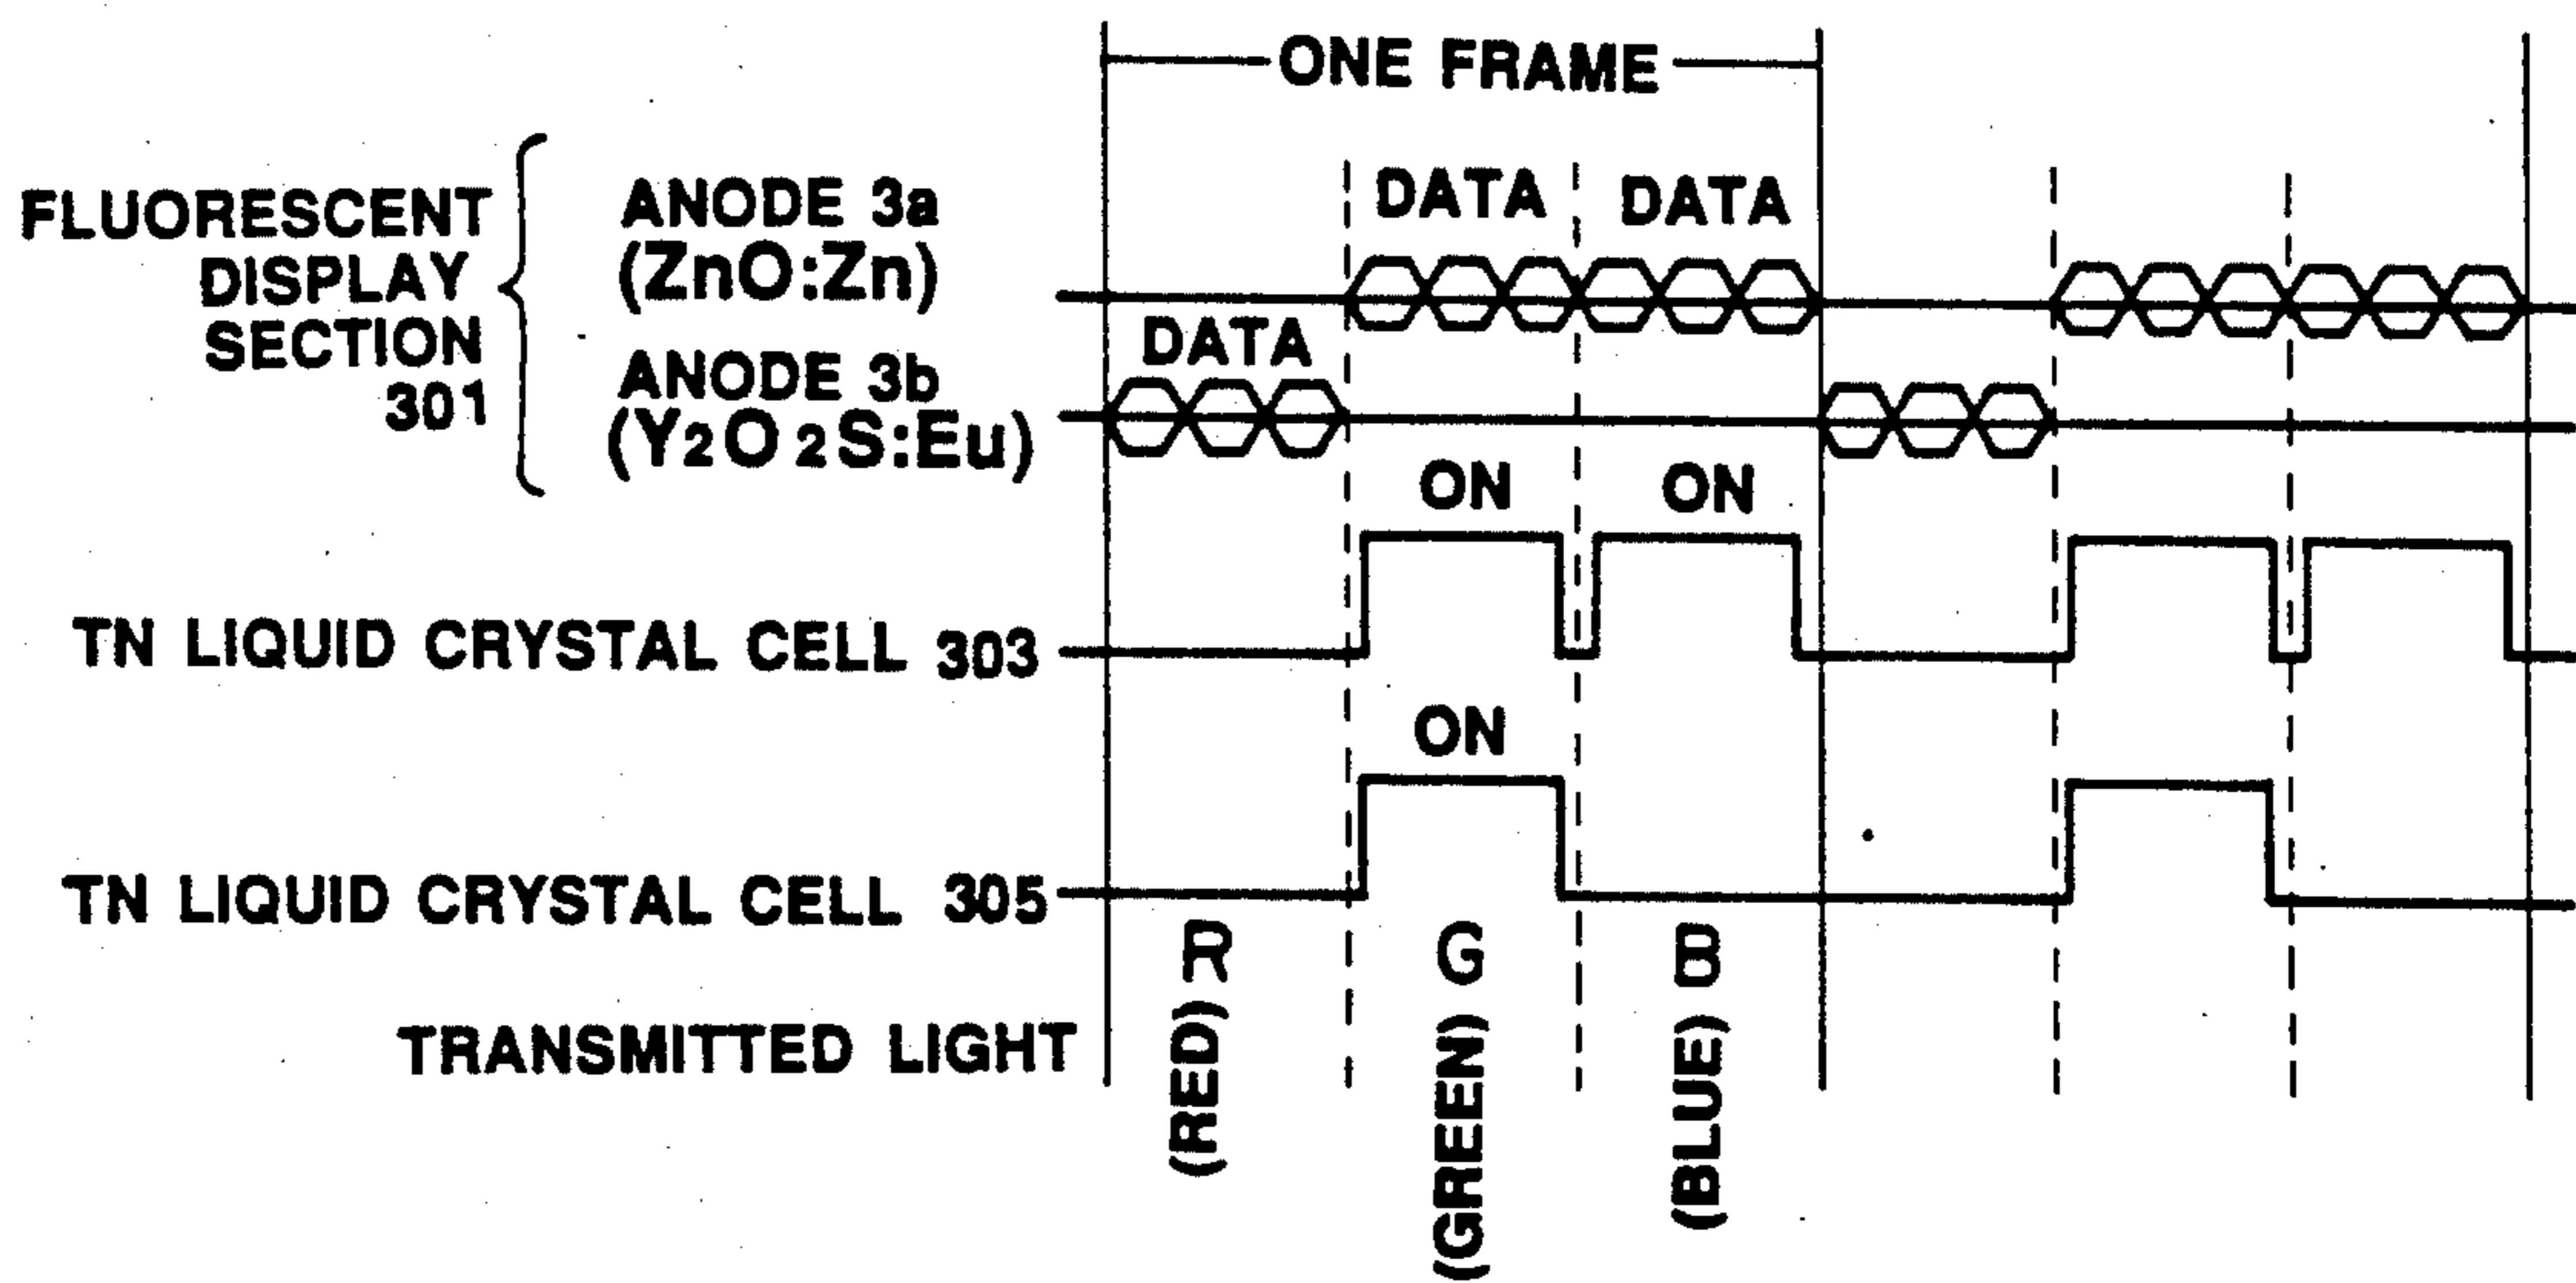 ONE FRAME
FLUORESCENT
DISPLAY
SECTION
301
ANODE 3a
(ZnO:Zn)
DATA
DATA
DATA
ANODE 3b
(Y2O2S:Eu)
ON
ON
TN LIQUID CRYSTAL CELL 303
ON
TN LIQUID CRYSTAL CELL 305
TRANSMITTED LIGHT
(RED) R
(GREEN) G
(BLUE) B